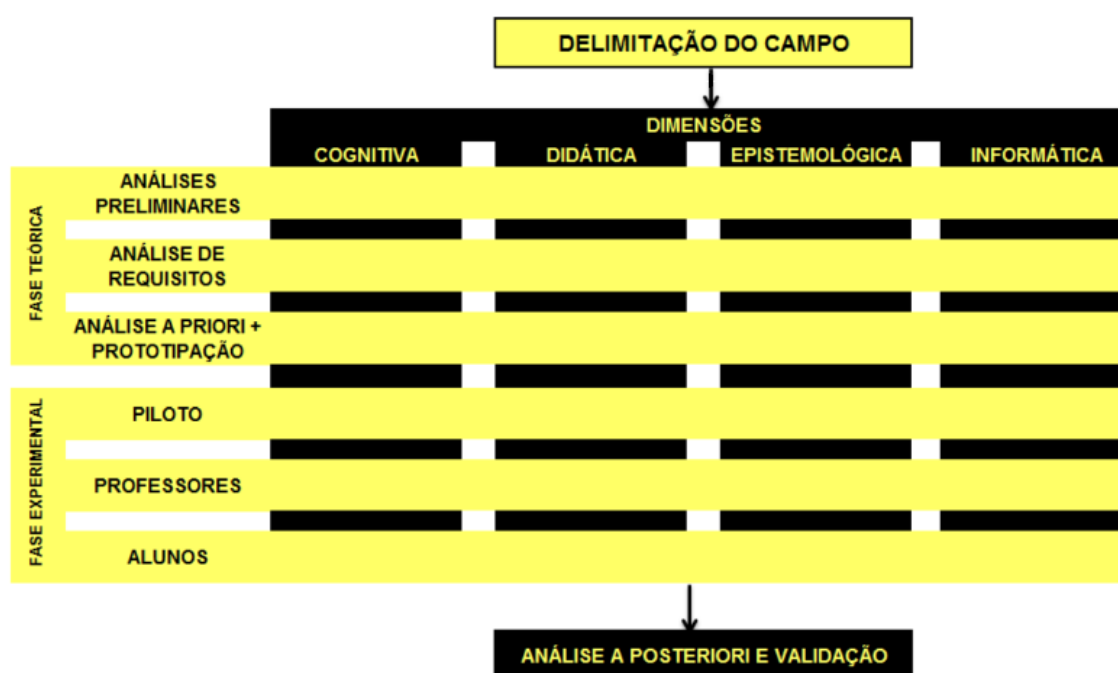 DELIMITAÇÃO DO CAMPO
DIMENSÕES
COGNITIVA
DIDÁTICA
EPISTEMOLÓGICA
INFORMÁTICA
FASE TEÓRICA
ANÁLISES
PRELIMINARES
ANÁLISE DE
REQUISITOS
ANÁLISE A PRIORI +
PROTOTIPAÇÃO
FASE EXPERIMENTAL
PILOTO
PROFESSORES
ALUNOS
ANÁLISE A POSTERIORI E VALIDAÇÃO